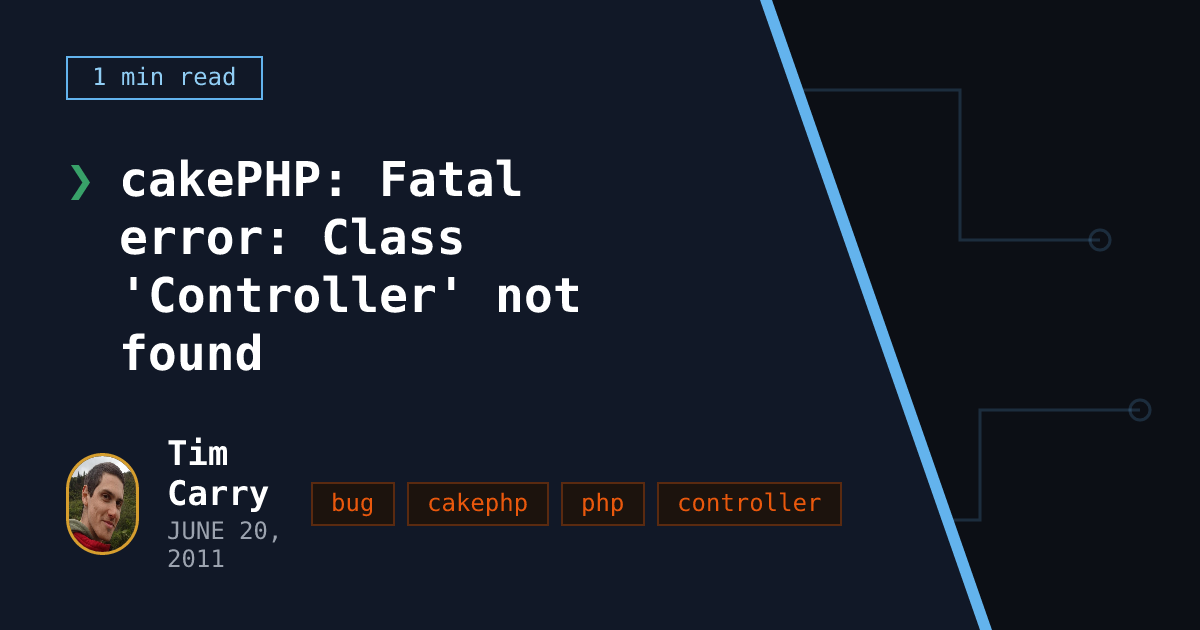 1 min read
❯ cakePHP: Fatal
error: Class
'Controller' not
found
Tim
Carry
JUNE 20,
2011
bug
cakephp
php
controller